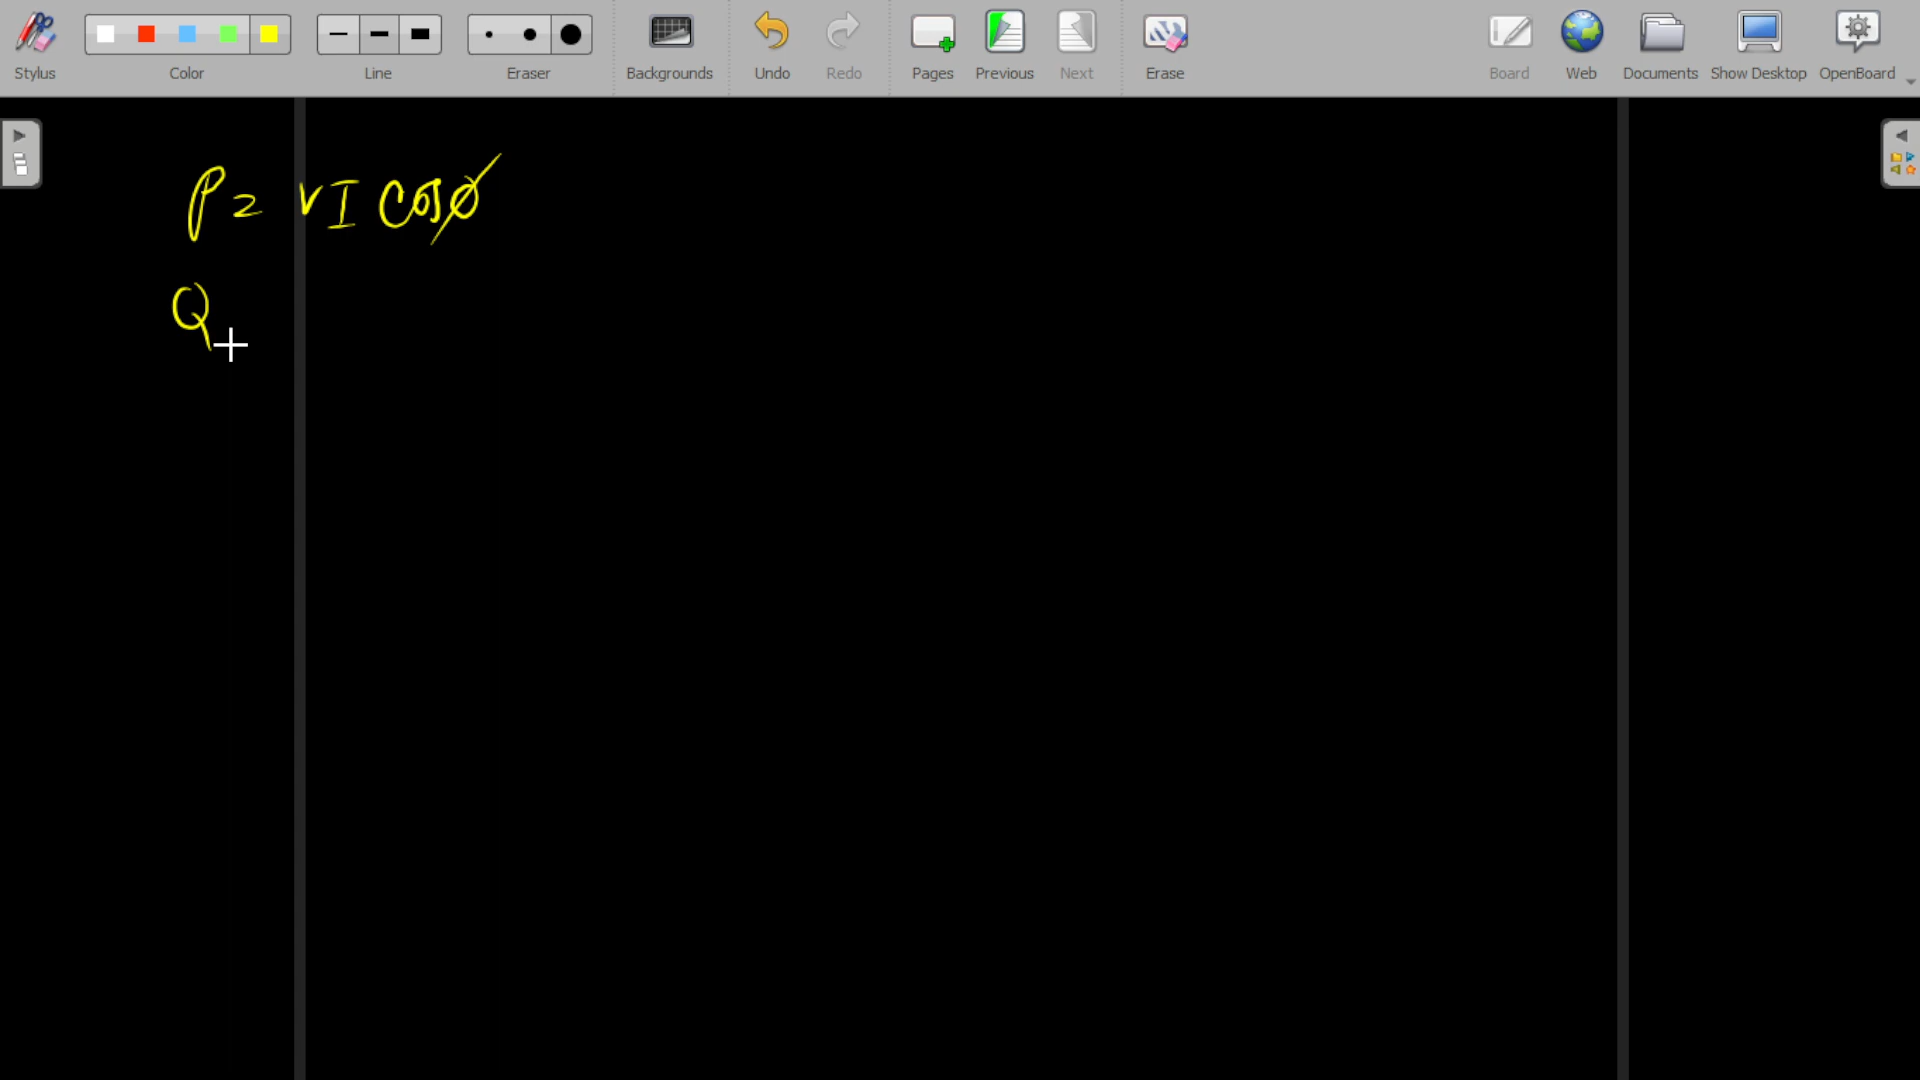 Stylus Color Line Eraser Backgrounds Undo Redo Pages Previous Next Erase Board Web Documents Show Desktop OpenBoard
P = VI Cosφ
Q